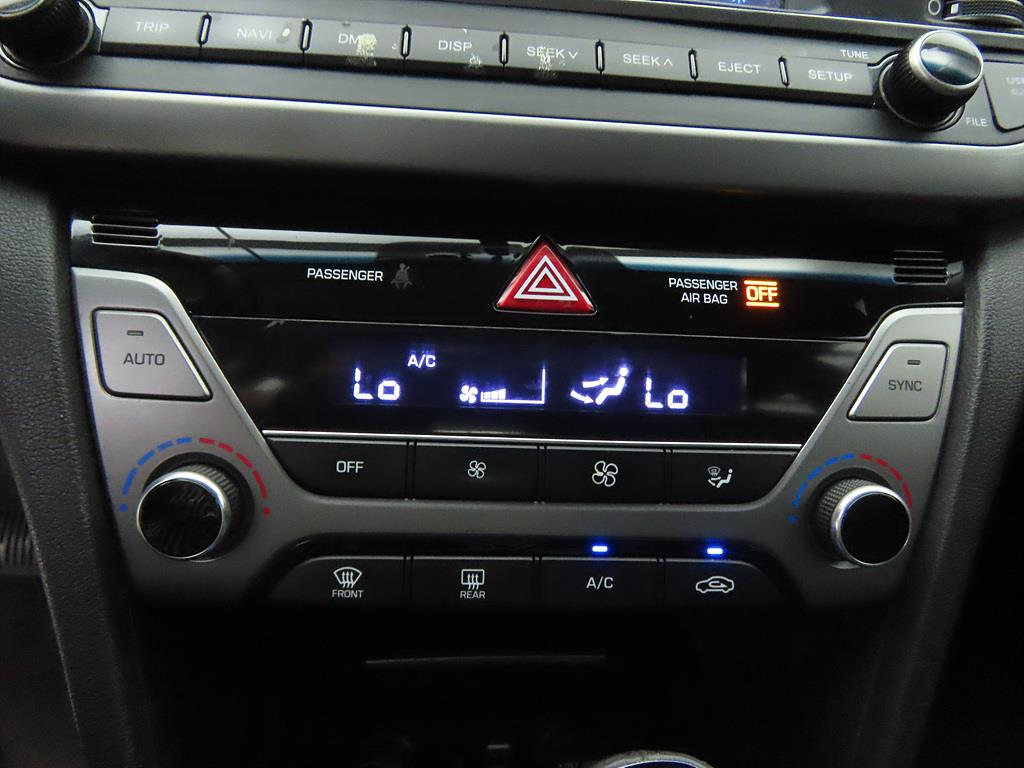 TRIP
NAVI
DMB
DISP
SEEK
SEEK
EJECT
TUNE
SETUP
FILE
PASSENGER
PASSENGER
AIR BAG
OFF
AUTO
A/C
Lo
Lo
SYNC
OFF
FRONT
REAR
A/C